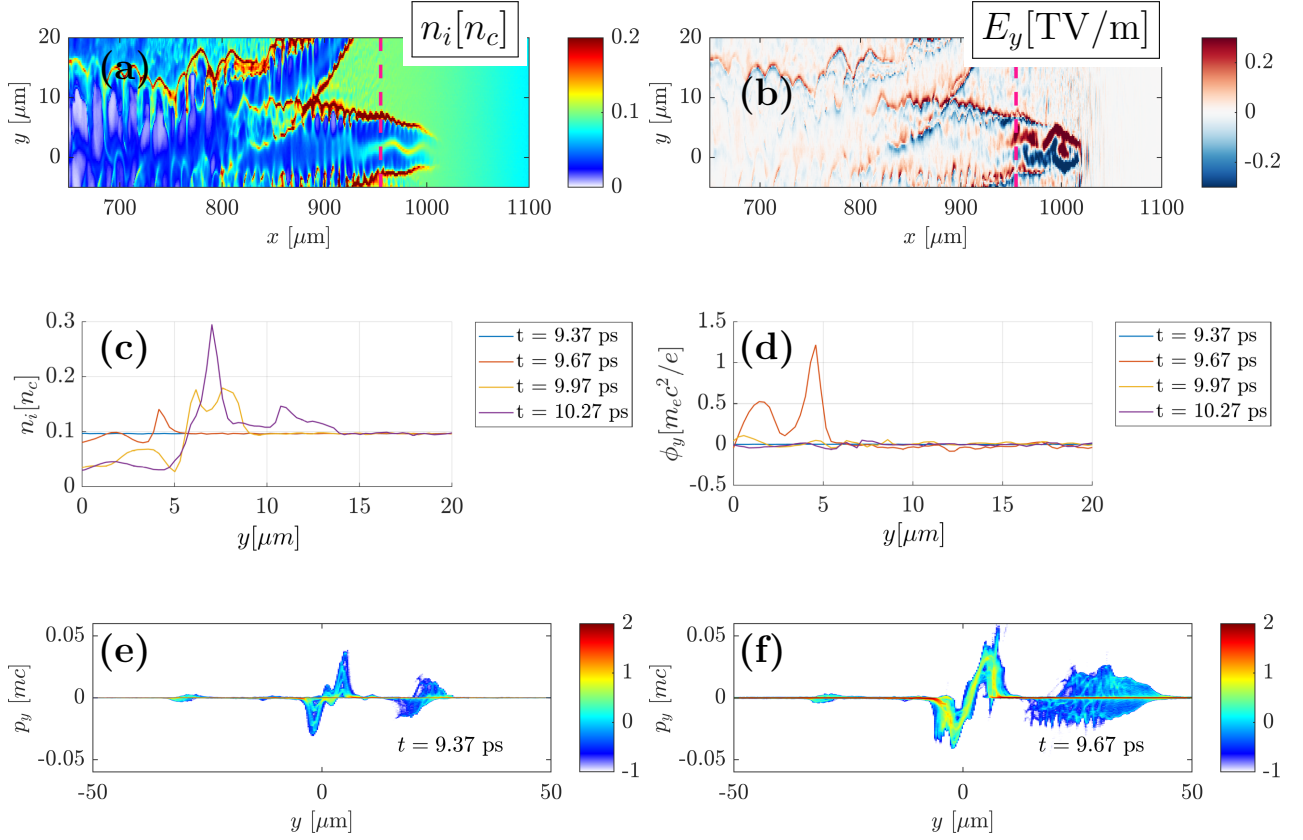 n_i[n_c]
E_y[TV/m]
(a)
(b)
20
10
0
y [μm]
700 800 900 1000 1100
x [μm]
0.2
0.1
0
20
10
0
y [μm]
700 800 900 1000 1100
x [μm]
0.2
0
-0.2
(c)
0.3
0.2
0.1
0
n_i[n_c]
0 5 10 15 20
y[μm]
t = 9.37 ps
t = 9.67 ps
t = 9.97 ps
t = 10.27 ps
(d)
1.5
1
0.5
0
-0.5
ϕ_y[m_e c^2/e]
0 5 10 15 20
y[μm]
t = 9.37 ps
t = 9.67 ps
t = 9.97 ps
t = 10.27 ps
(e)
0.05
0
-0.05
p_y [mc]
t = 9.37 ps
-50 0 50
y [μm]
2
1
0
-1
(f)
0.05
0
-0.05
p_y [mc]
t = 9.67 ps
-50 0 50
y [μm]
2
1
0
-1